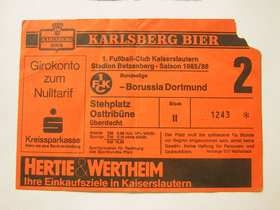 KARLSBERG BIER
Girokonto
zum
Nulltarif
Kreissparkasse
1. Fußball-Club Kaiserslautern
Stadion Betzenberg - Saison 1985/86
Bundesliga
– Borussia Dortmund
2
Stehplatz
Osttribüne
überdacht
Block
II
1243 *
HERTIE & WERTHEIM
Ihre Einkaufsziele in Kaiserslautern